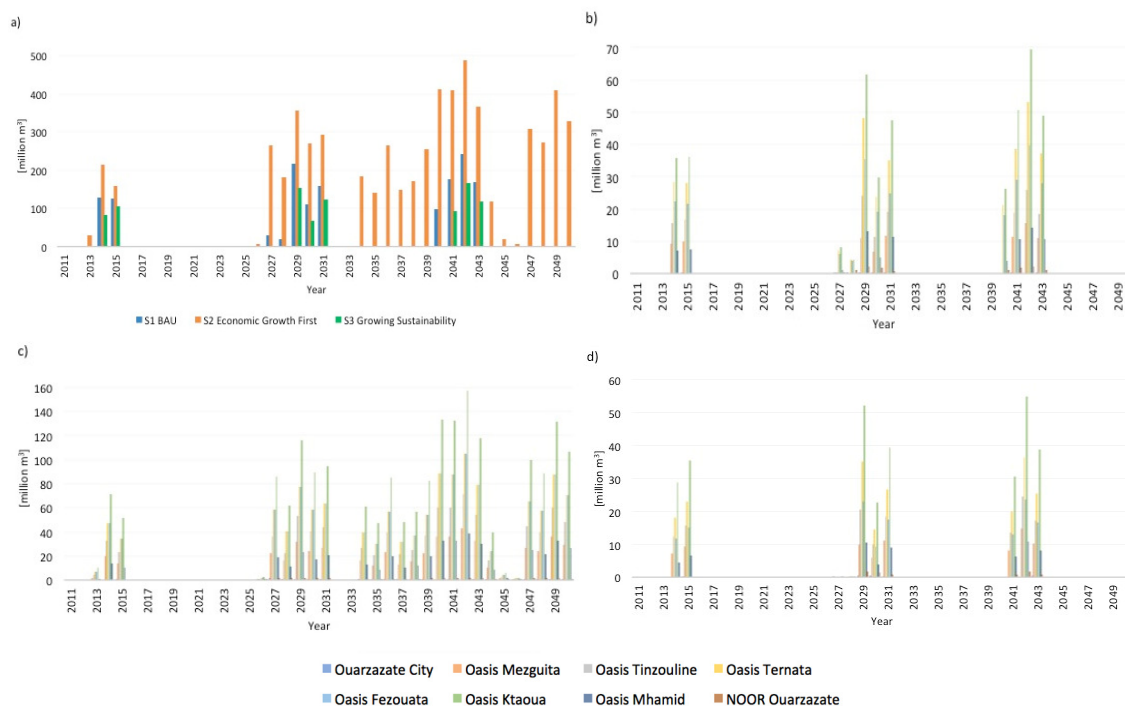 a)
[million m³]
500
400
300
200
100
0
2011 2013 2015 2017 2019 2021 2023 2025 2027 2029 2031 2033 2035 2037 2039 2041 2043 2045 2047 2049
Year
S1 BAU S2 Economic Growth First S3 Growing Sustainability
b)
[million m³]
70
60
50
40
30
20
10
0
2011 2013 2015 2017 2019 2021 2023 2025 2027 2029 2031 2033 2035 2037 2039 2041 2043 2045 2047 2049
Year
c)
[million m³]
160
140
120
100
80
60
40
20
0
2011 2013 2015 2017 2019 2021 2023 2025 2027 2029 2031 2033 2035 2037 2039 2041 2043 2045 2047 2049
Year
d)
[million m³]
60
50
40
30
20
10
0
2011 2013 2015 2017 2019 2021 2023 2025 2027 2029 2031 2033 2035 2037 2039 2041 2043 2045 2047 2049
Year
Ouarzazate City Oasis Mezguita Oasis Tinzouline Oasis Ternata
Oasis Fezouata Oasis Ktaoua Oasis Mhamid NOOR Ouarzazate